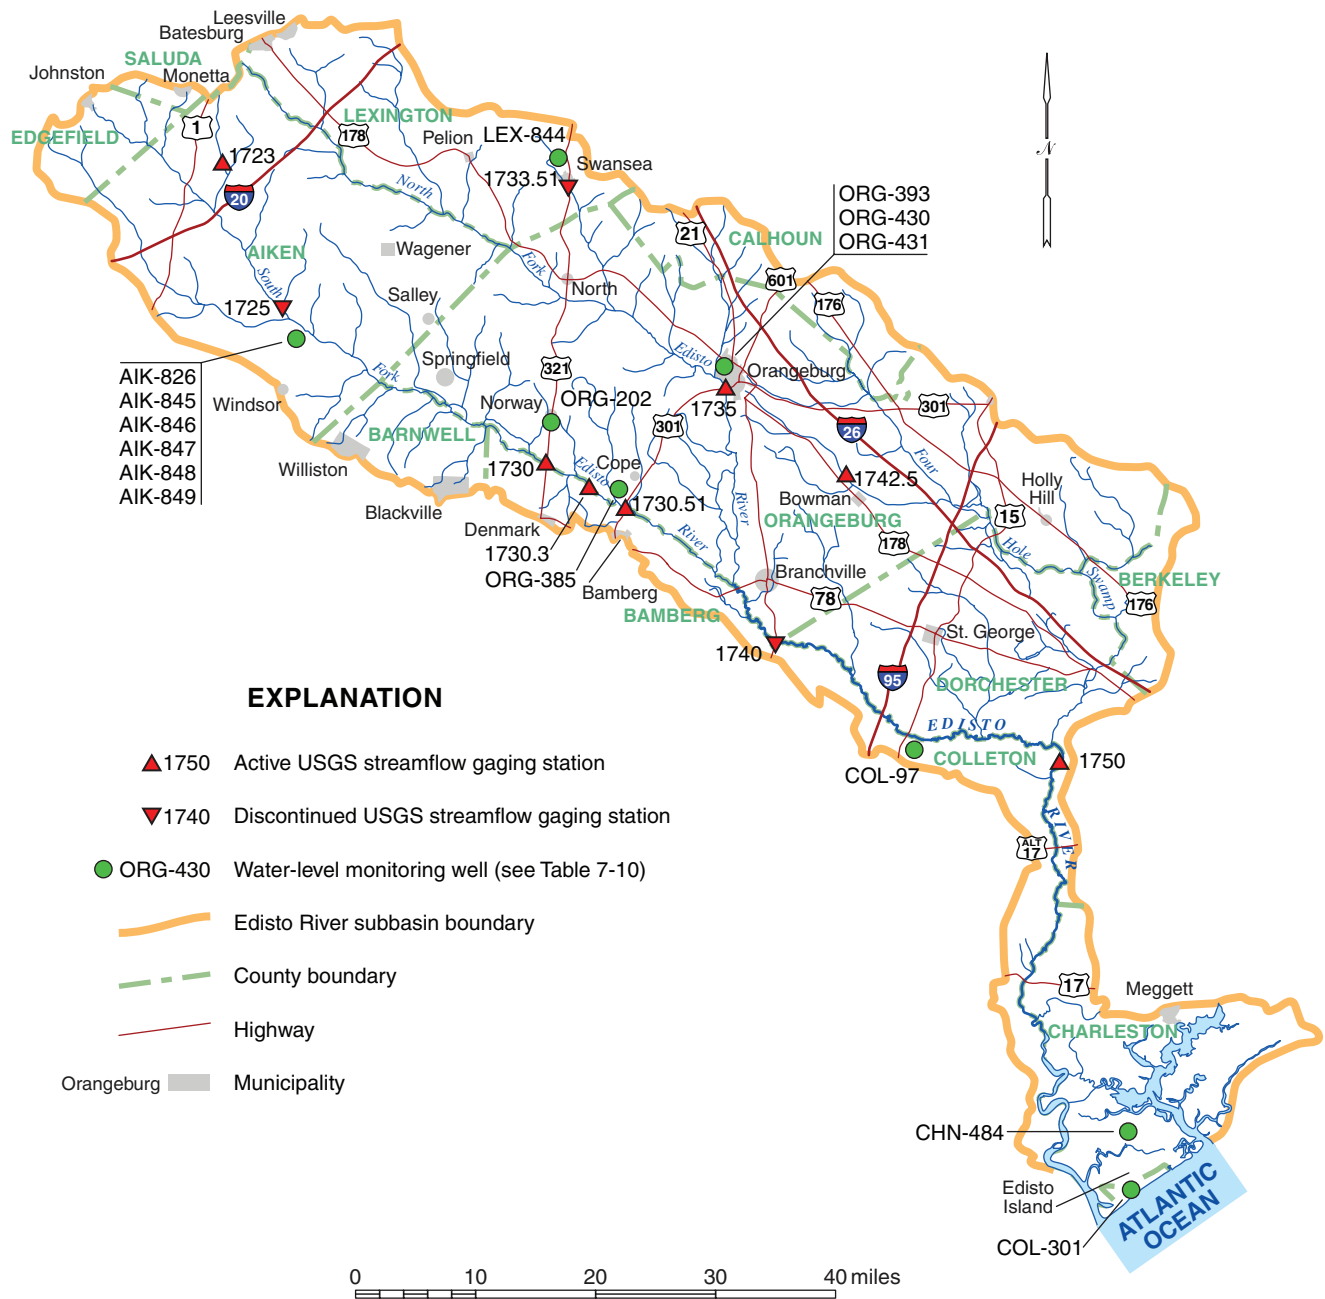 Leesville
Batesburg
SALUDA
Johnston
Monetta
EDGEFIELD
LEXINGTON
1
178
Pelion
LEX-844
Swansea
1723
1733.51
20
North
ORG-393
ORG-430
ORG-431
21
CALHOUN
AIKEN
Wagener
Fork
601
South
North
176
Salley
1725
Edisto
AIK-826
AIK-845
AIK-846
AIK-847
AIK-848
AIK-849
Springfield
321
Orangeburg
Fork
Windsor
Norway
ORG-202
1735
301
301
26
BARNWELL
Williston
1730
Edisto
Cope
Four
1742.5
Holly
Hill
Blackville
1730.51
River
Bowman
ORANGEBURG
15
Denmark
River
178
Hole
1730.3
ORG-385
Bamberg
Branchville
Swamp
BERKELEY
78
176
BAMBERG
St. George
1740
95
DORCHESTER
EDISTO
COLLETON
COL-97
1750
RIVER
ALT
17
17
Meggett
CHARLESTON
CHN-484
Edisto
Island
COL-301
ATLANTIC
OCEAN
N
EXPLANATION
1750 Active USGS streamflow gaging station
1740 Discontinued USGS streamflow gaging station
ORG-430 Water-level monitoring well (see Table 7-10)
Edisto River subbasin boundary
County boundary
Highway
Orangeburg Municipality
0 10 20 30 40 miles